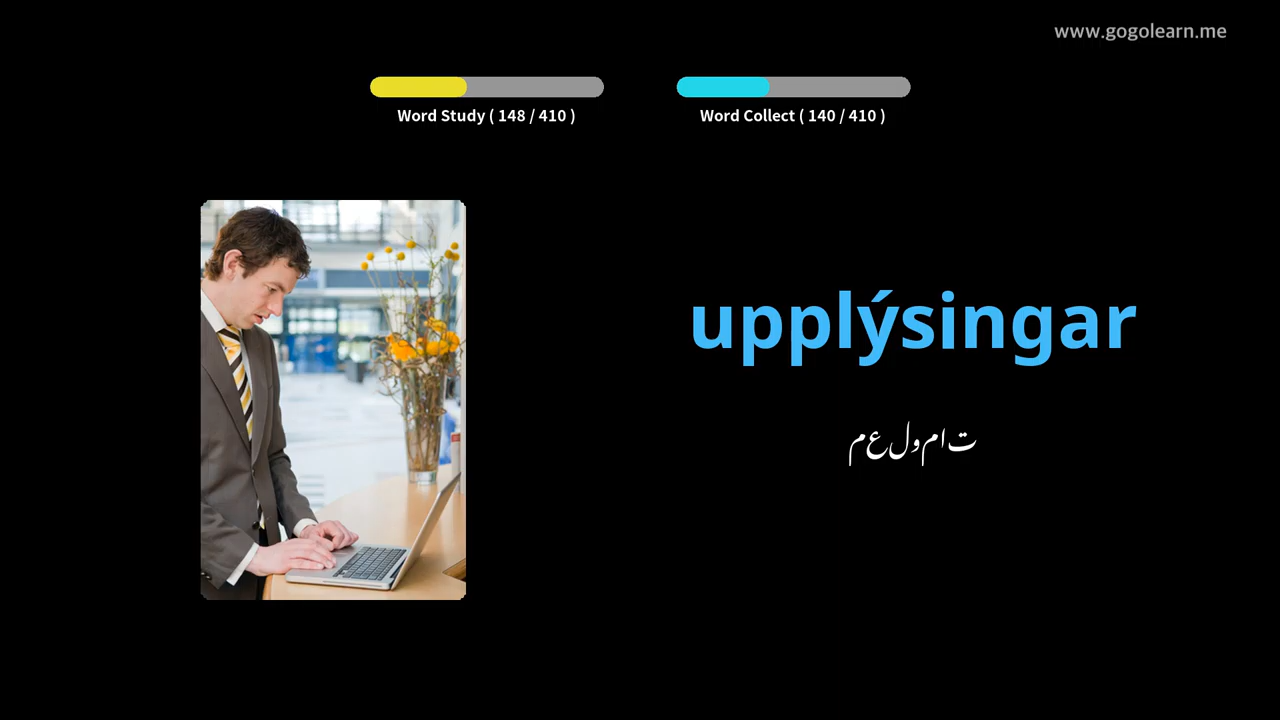 www.gogolearn.me
Word Study ( 148 / 410 )
Word Collect ( 140 / 410 )
upplýsingar
معلومات